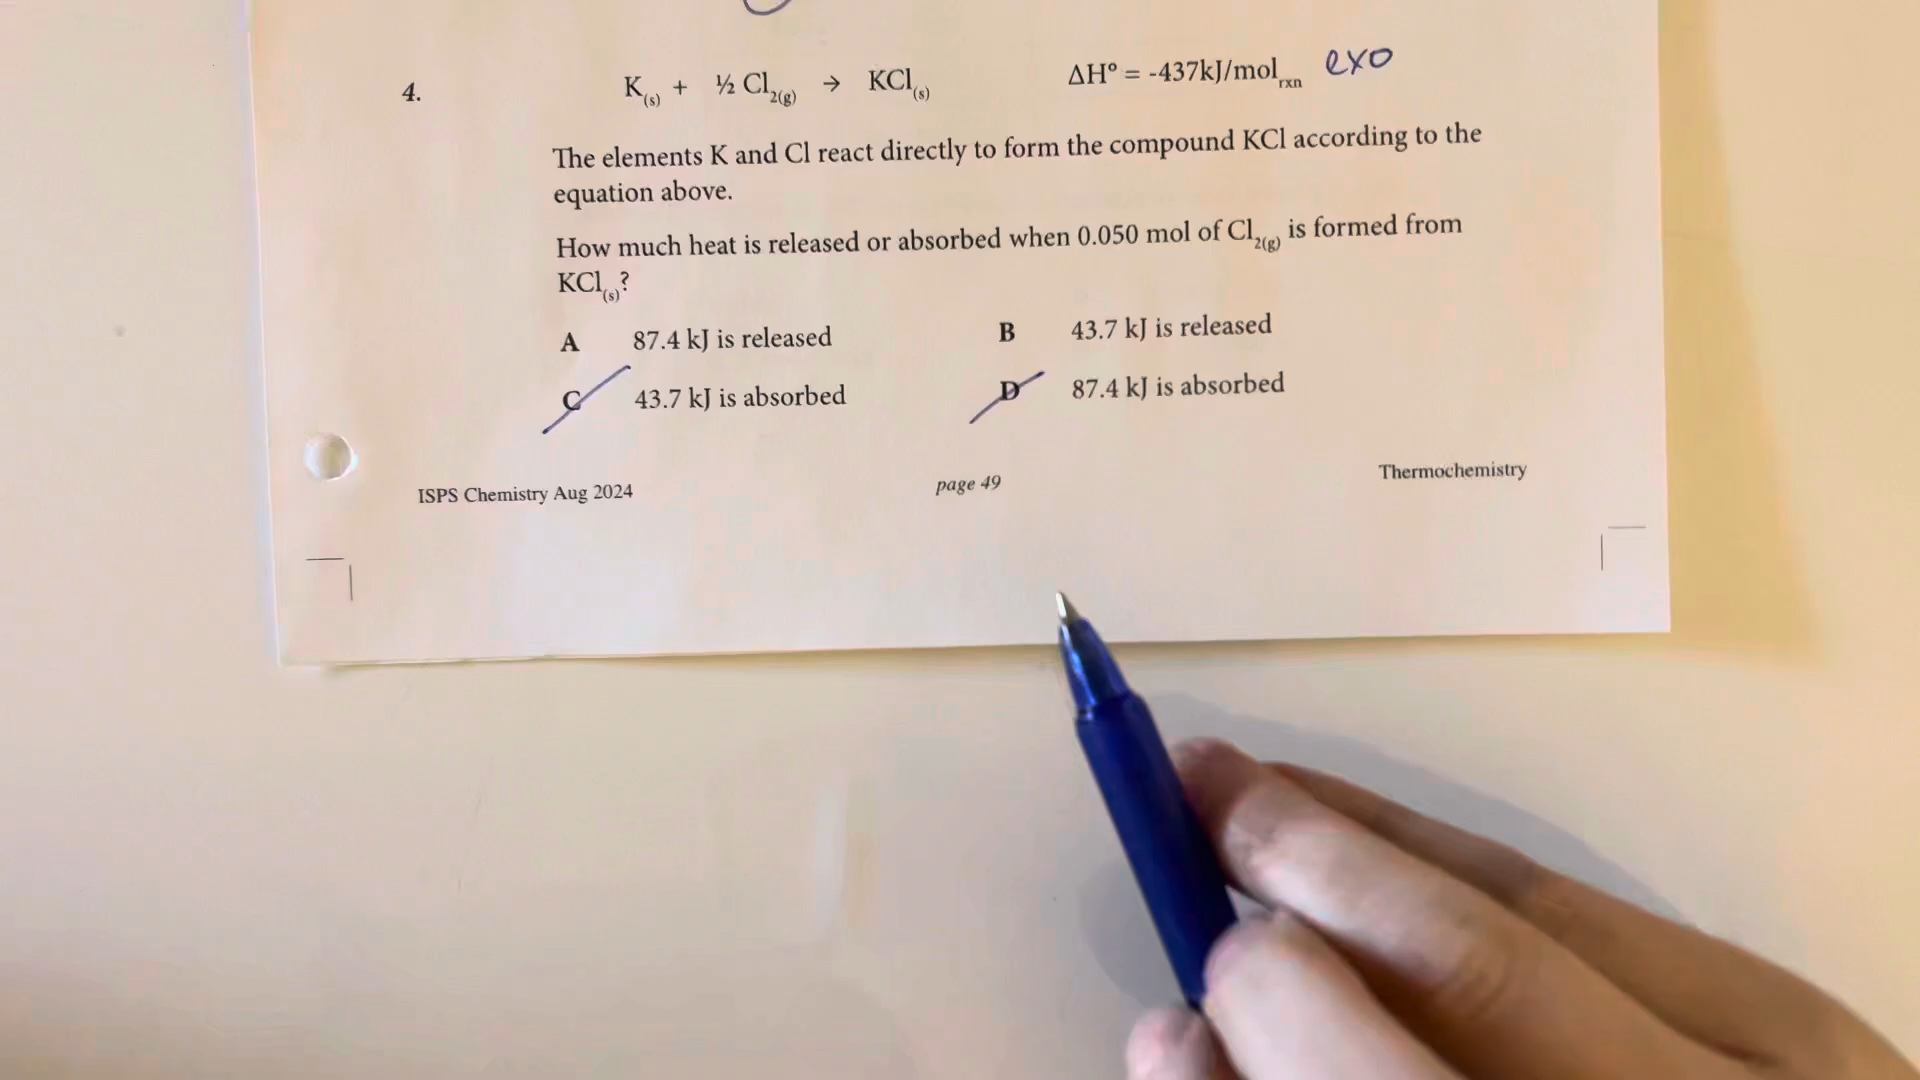 4. K(s) + ½ Cl2(g) → KCl(s) ΔH° = -437kJ/molrxn exo
The elements K and Cl react directly to form the compound KCl according to the
equation above.
How much heat is released or absorbed when 0.050 mol of Cl2(g) is formed from
KCl(s)?
A 87.4 kJ is released B 43.7 kJ is released
C 43.7 kJ is absorbed D 87.4 kJ is absorbed
ISPS Chemistry Aug 2024 page 49 Thermochemistry